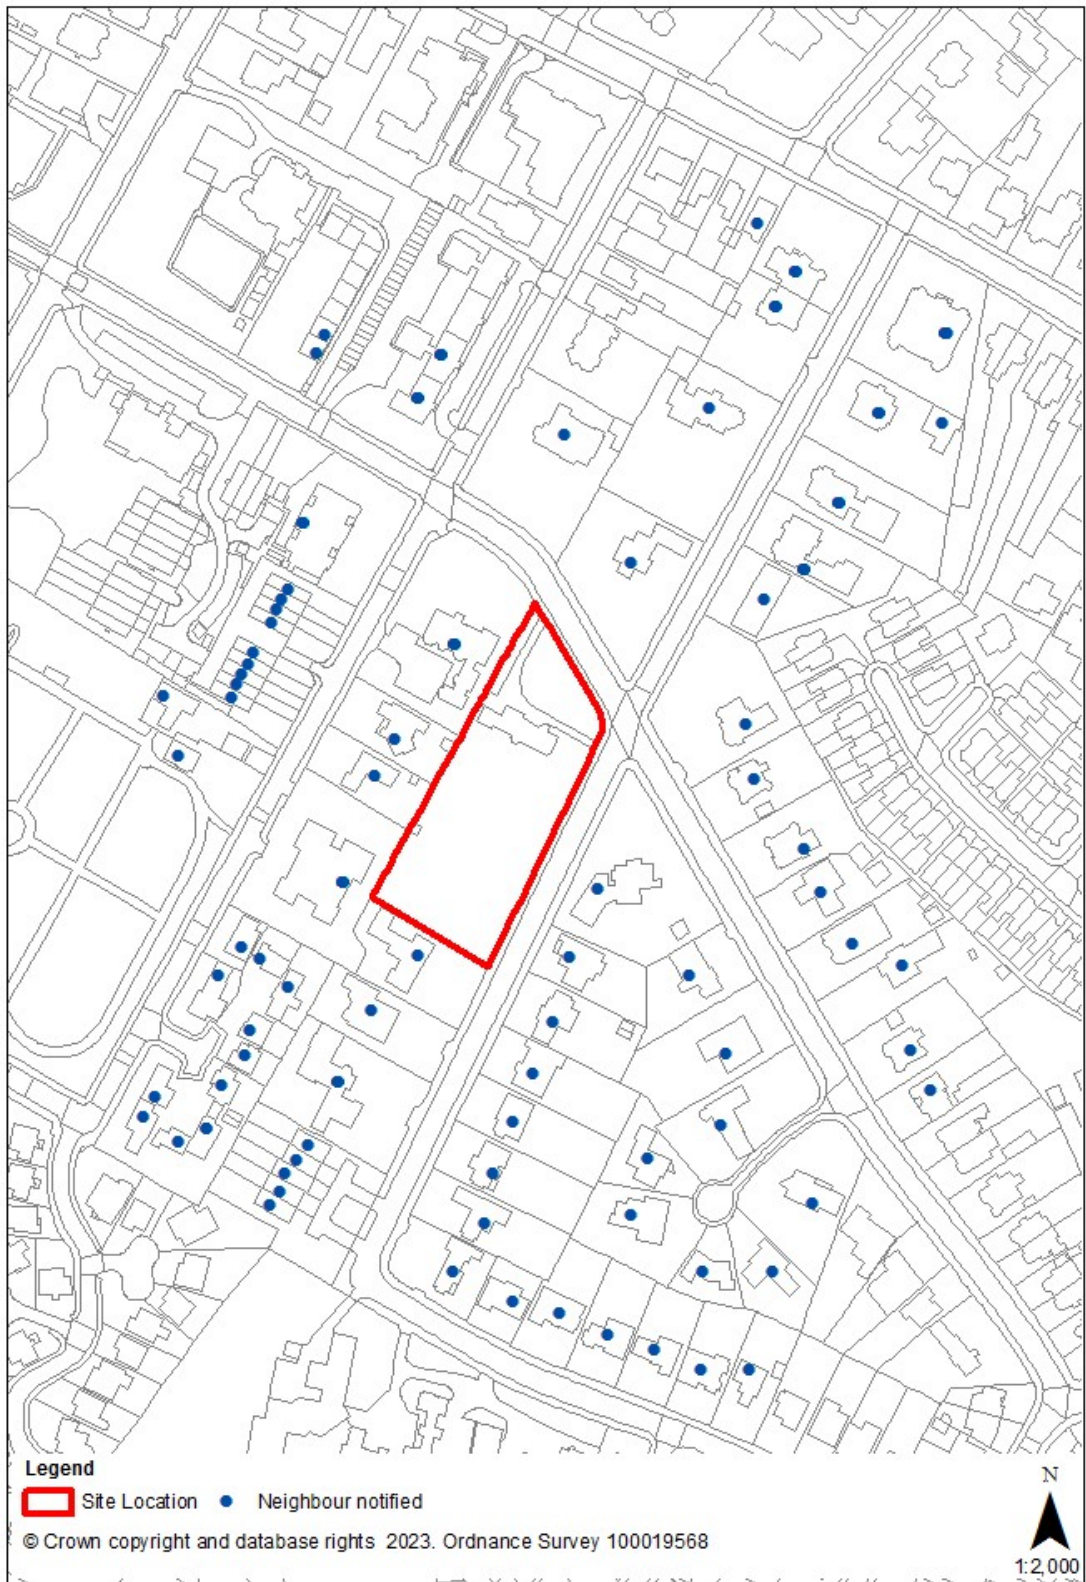 Legend
Site Location Neighbour notified
© Crown copyright and database rights 2023. Ordnance Survey 100019568
N
1:2,000